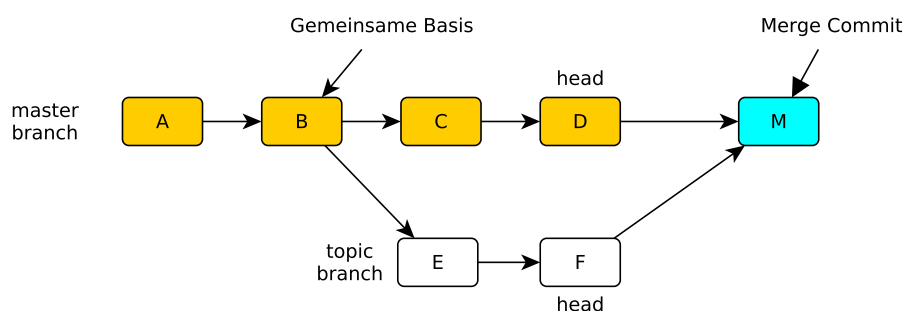 Gemeinsame Basis
Merge Commit
head
master
branch
A
B
C
D
M
topic
branch
E
F
head